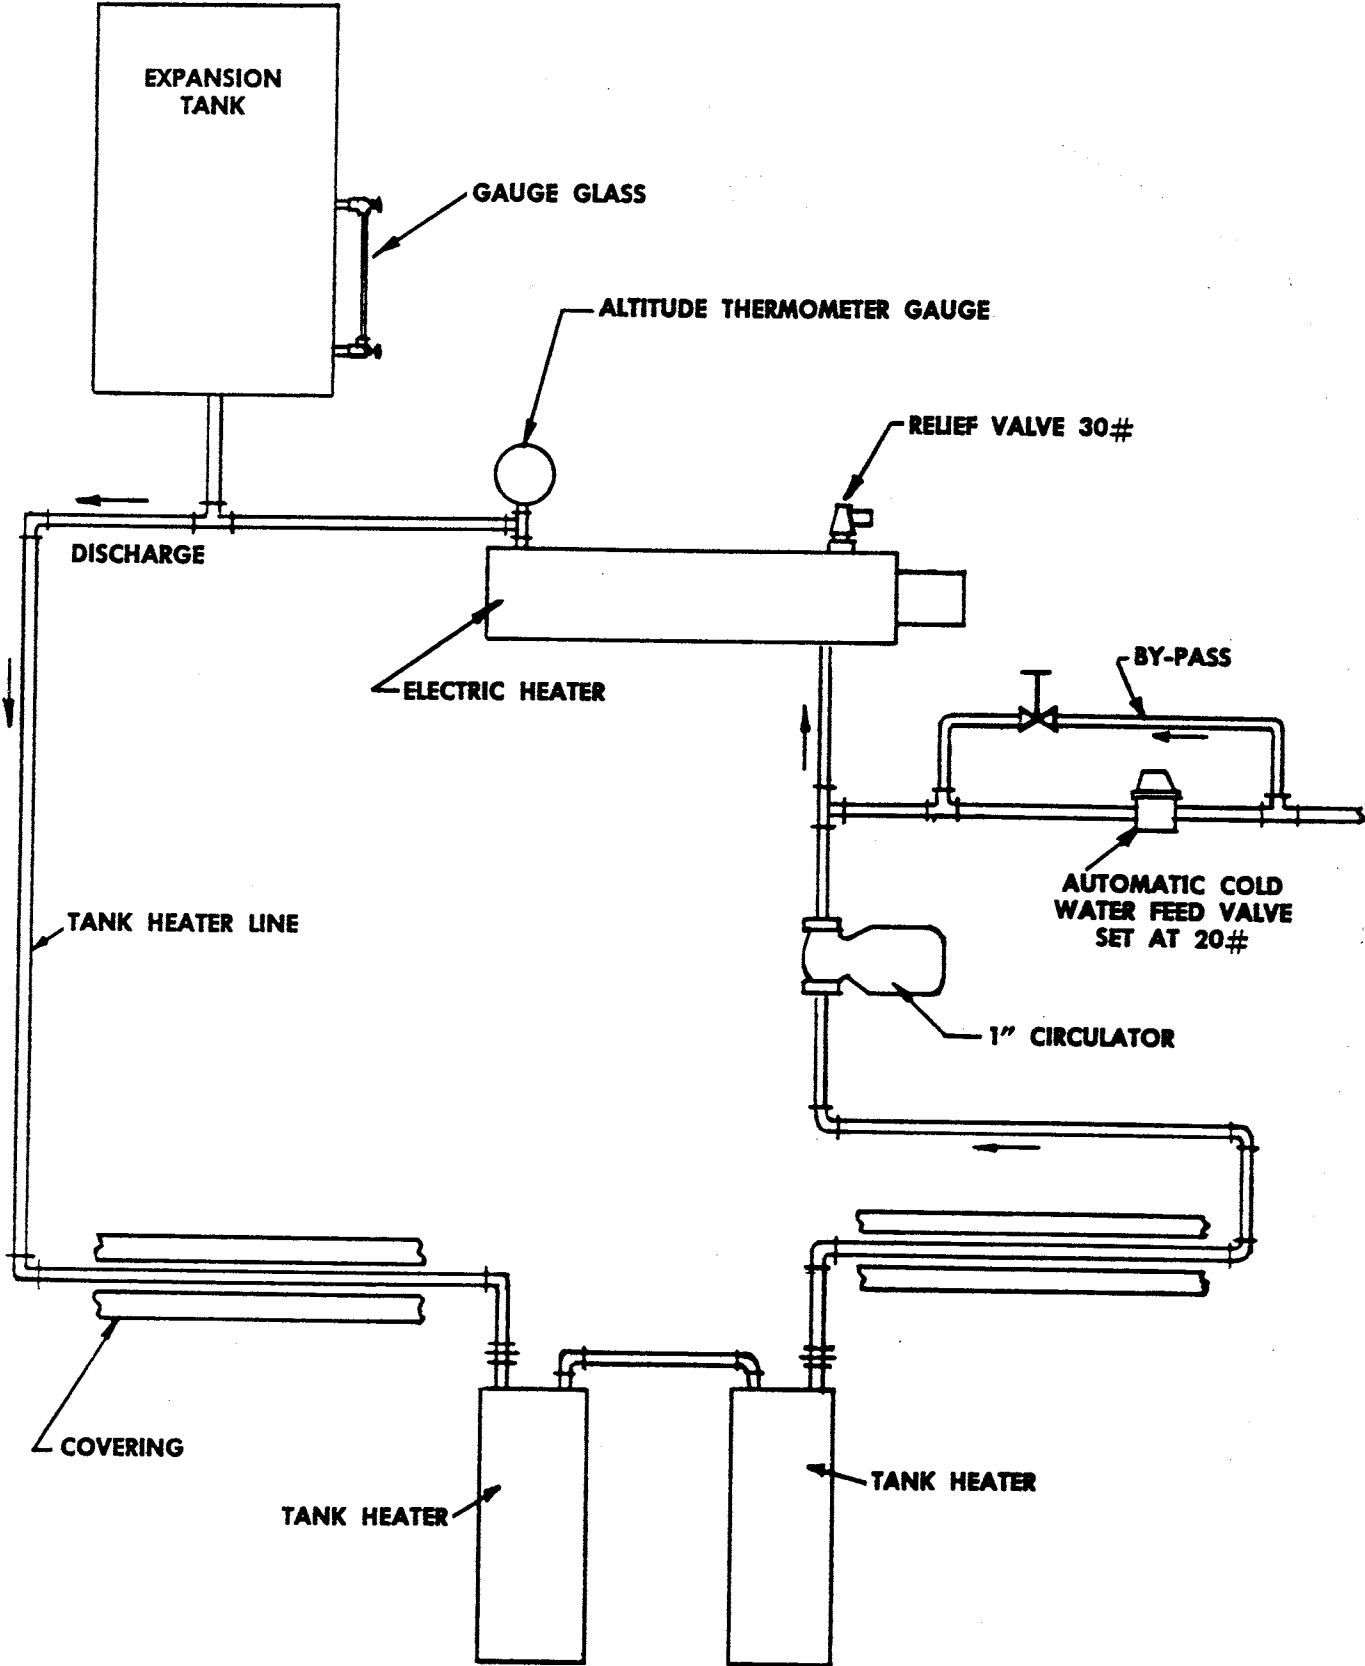 EXPANSION
TANK
GAUGE GLASS
ALTITUDE THERMOMETER GAUGE
RELIEF VALVE 30#
DISCHARGE
BY-PASS
ELECTRIC HEATER
AUTOMATIC COLD
WATER FEED VALVE
SET AT 20#
TANK HEATER LINE
1" CIRCULATOR
COVERING
TANK HEATER
TANK HEATER